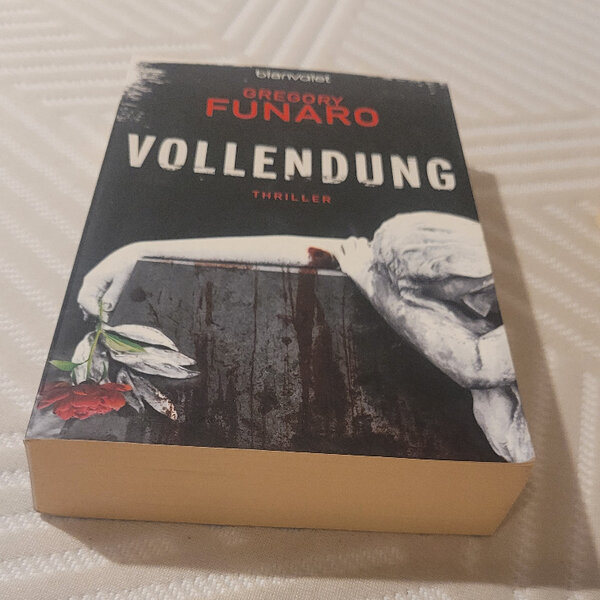 blanvalet
GREGORY
FUNARO
VOLLENDUNG
THRILLER